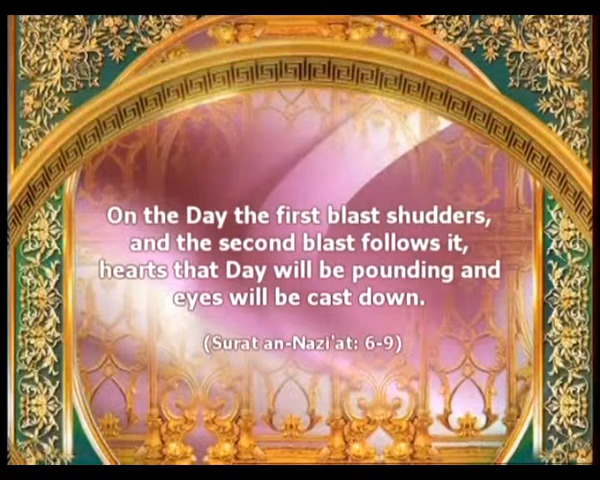 On the Day the first blast shudders,
and the second blast follows it,
hearts that Day will be pounding and
eyes will be cast down.
(Surat an-Nazi'at: 6-9)